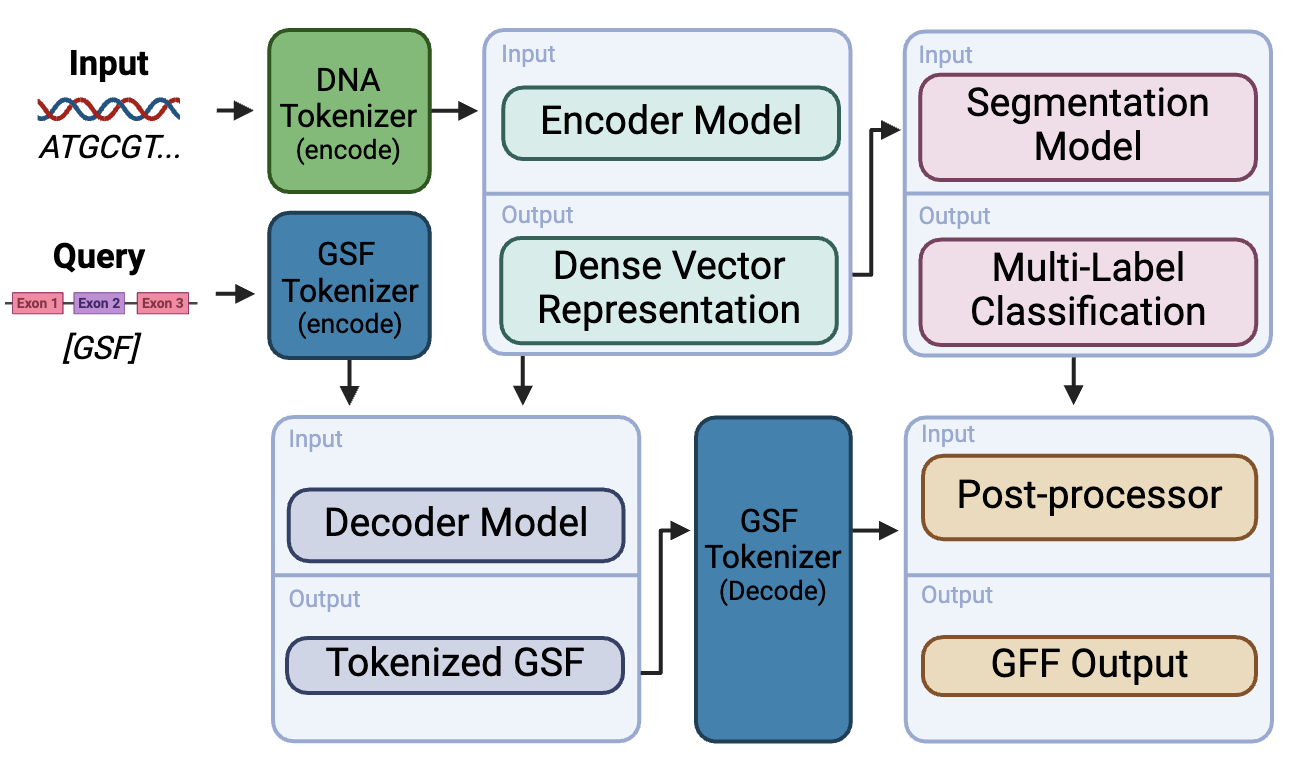 Input
ATGCGT...
DNA
Tokenizer
(encode)
Input
Encoder Model
Output
Dense Vector
Representation
Input
Segmentation
Model
Output
Multi-Label
Classification
Query
Exon 1
Exon 2
Exon 3
[GSF]
GSF
Tokenizer
(encode)
Input
Decoder Model
Output
Tokenized GSF
GSF
Tokenizer
(Decode)
Input
Post-processor
Output
GFF Output